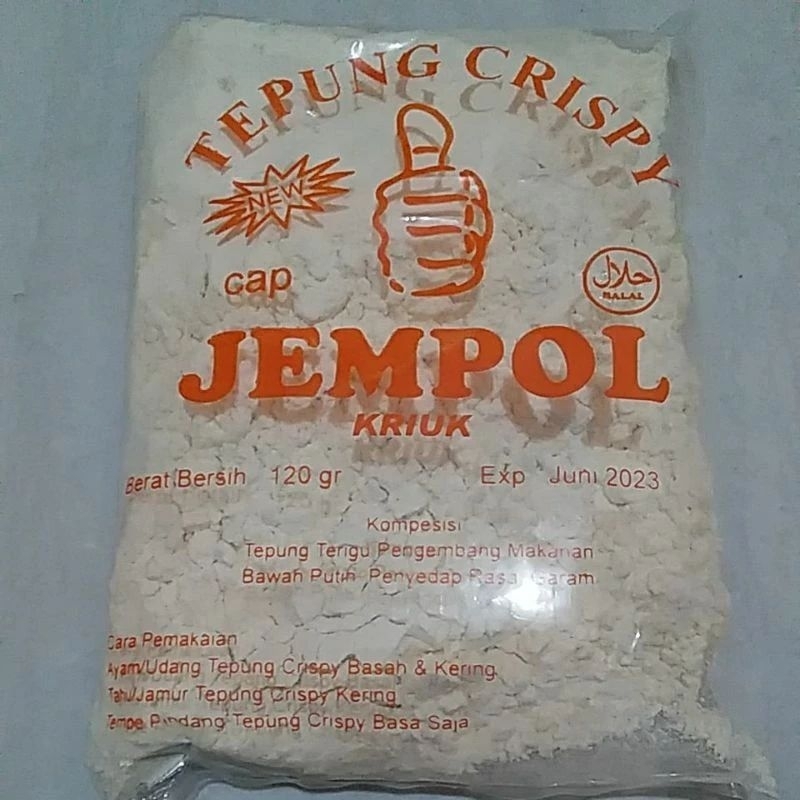 TEPUNG CRISPY
NEW
cap
حلال
HALAL
JEMPOL
KRIUK
Berat Bersih 120 gr
Exp Juni 2023
Kompesisi
Tepung Terigu Pengembang Makanan
Bawah Putih Penyedap Rasa Garam
Cara Pemakaian
Ayam/Udang Tepung Crispy Basah & Kering
Tahu/Jamur Tepung Crispy Kering
Tempe Pindang Tepung Crispy Basa Saja